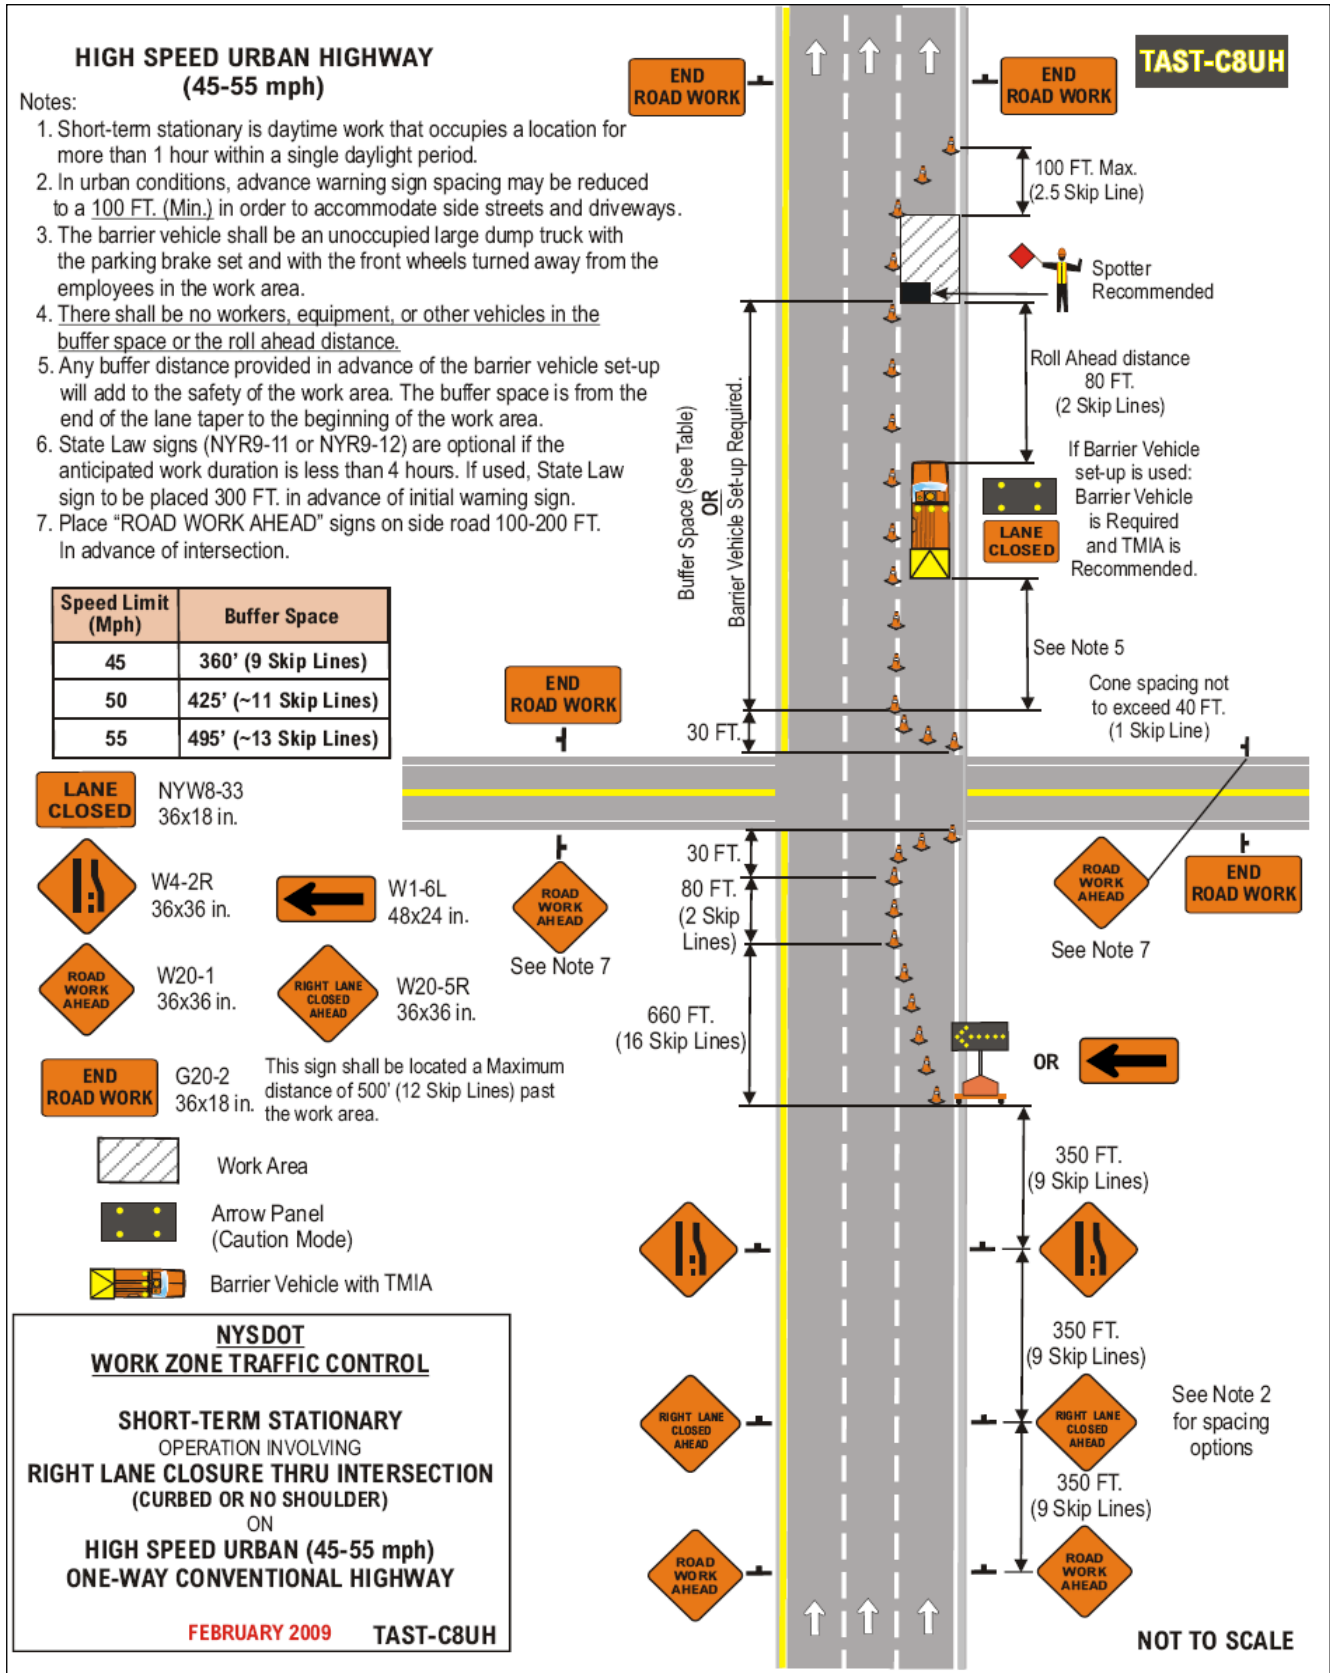 HIGH SPEED URBAN HIGHWAY
(45-55 mph)
Notes:
1. Short-term stationary is daytime work that occupies a location for
more than 1 hour within a single daylight period.
2. In urban conditions, advance warning sign spacing may be reduced
to a 100 FT. (Min.) in order to accommodate side streets and driveways.
3. The barrier vehicle shall be an unoccupied large dump truck with
the parking brake set and with the front wheels turned away from the
employees in the work area.
4. There shall be no workers, equipment, or other vehicles in the
buffer space or the roll ahead distance.
5. Any buffer distance provided in advance of the barrier vehicle set-up
will add to the safety of the work area. The buffer space is from the
end of the lane taper to the beginning of the work area.
6. State Law signs (NYR9-11 or NYR9-12) are optional if the
anticipated work duration is less than 4 hours. If used, State Law
sign to be placed 300 FT. in advance of initial warning sign.
7. Place “ROAD WORK AHEAD” signs on side road 100-200 FT.
In advance of intersection.
Speed Limit
(Mph)
Buffer Space
45
360' (9 Skip Lines)
50
425' (~11 Skip Lines)
55
495' (~13 Skip Lines)
LANE
CLOSED
NYW8-33
36x18 in.
W4-2R
36x36 in.
W1-6L
48x24 in.
ROAD
WORK
AHEAD
W20-1
36x36 in.
RIGHT LANE
CLOSED
AHEAD
W20-5R
36x36 in.
END
ROAD WORK
G20-2
36x18 in.
This sign shall be located a Maximum
distance of 500' (12 Skip Lines) past
the work area.
Work Area
Arrow Panel
(Caution Mode)
Barrier Vehicle with TMIA
NYSDOT
WORK ZONE TRAFFIC CONTROL
SHORT-TERM STATIONARY
OPERATION INVOLVING
RIGHT LANE CLOSURE THRU INTERSECTION
(CURBED OR NO SHOULDER)
ON
HIGH SPEED URBAN (45-55 mph)
ONE-WAY CONVENTIONAL HIGHWAY
FEBRUARY 2009
TAST-C8UH
END
ROAD WORK
END
ROAD WORK
TAST-C8UH
100 FT. Max.
(2.5 Skip Line)
Spotter
Recommended
Roll Ahead distance
80 FT.
(2 Skip Lines)
Buffer Space (See Table)
OR
Barrier Vehicle Set-up Required.
LANE
CLOSED
If Barrier Vehicle
set-up is used:
Barrier Vehicle
is Required
and TMIA is
Recommended.
See Note 5
Cone spacing not
to exceed 40 FT.
(1 Skip Line)
END
ROAD WORK
30 FT.
30 FT.
80 FT.
(2 Skip
Lines)
ROAD
WORK
AHEAD
See Note 7
ROAD
WORK
AHEAD
See Note 7
END
ROAD WORK
660 FT.
(16 Skip Lines)
OR
350 FT.
(9 Skip Lines)
350 FT.
(9 Skip Lines)
RIGHT LANE
CLOSED
AHEAD
RIGHT LANE
CLOSED
AHEAD
See Note 2
for spacing
options
350 FT.
(9 Skip Lines)
ROAD
WORK
AHEAD
ROAD
WORK
AHEAD
NOT TO SCALE